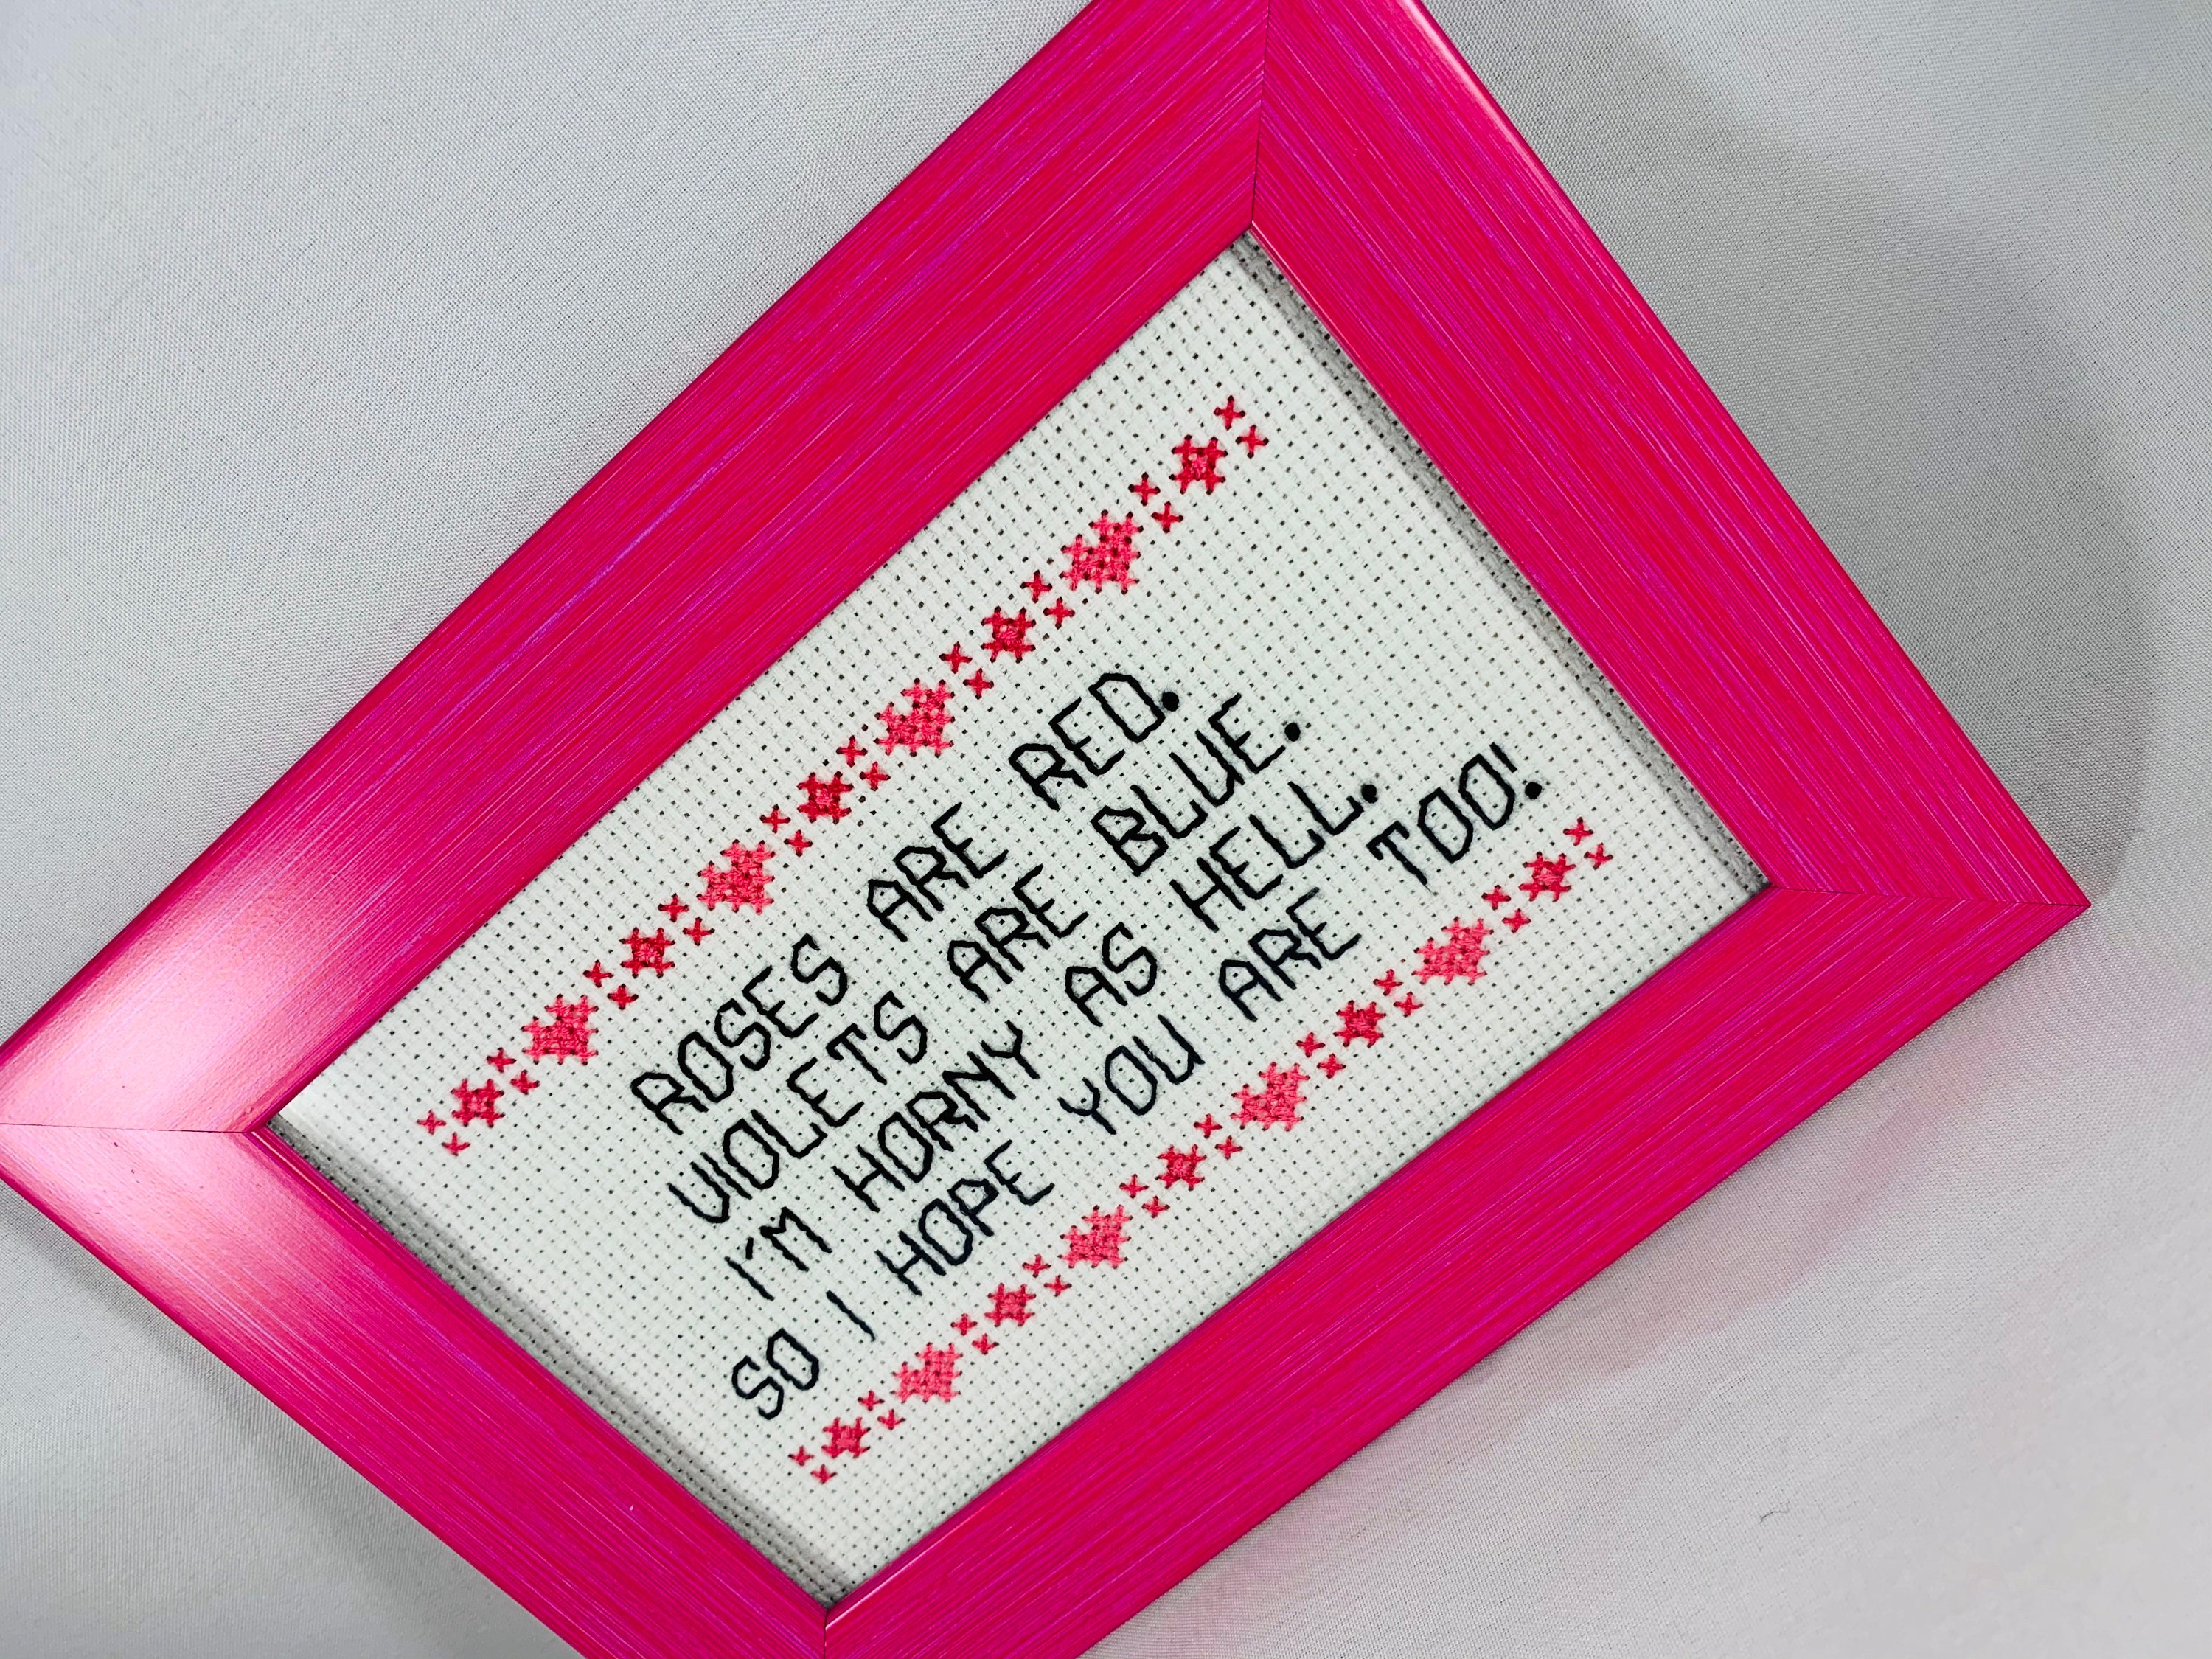 ROSES ARE RED.
VIOLETS ARE BLUE.
I'M HORNY AS HELL.
SO I HOPE YOU ARE TOO!